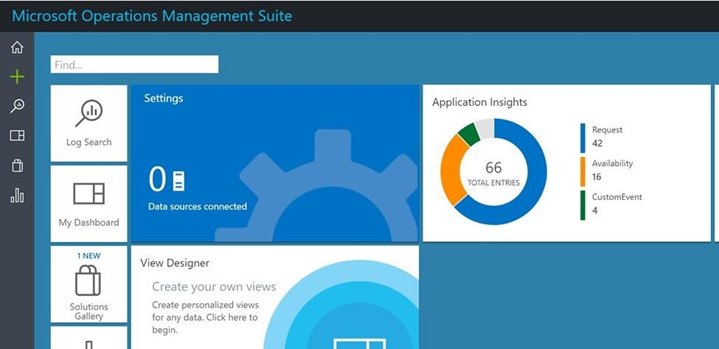 Microsoft Operations Management Suite
Find...
Log Search
My Dashboard
1 NEW
Solutions
Gallery
Settings
0
Data sources connected
Application Insights
66
TOTAL ENTRIES
Request
42
Availability
16
CustomEvent
4
View Designer
Create your own views
Create personalized views
for any data. Click here to
begin.